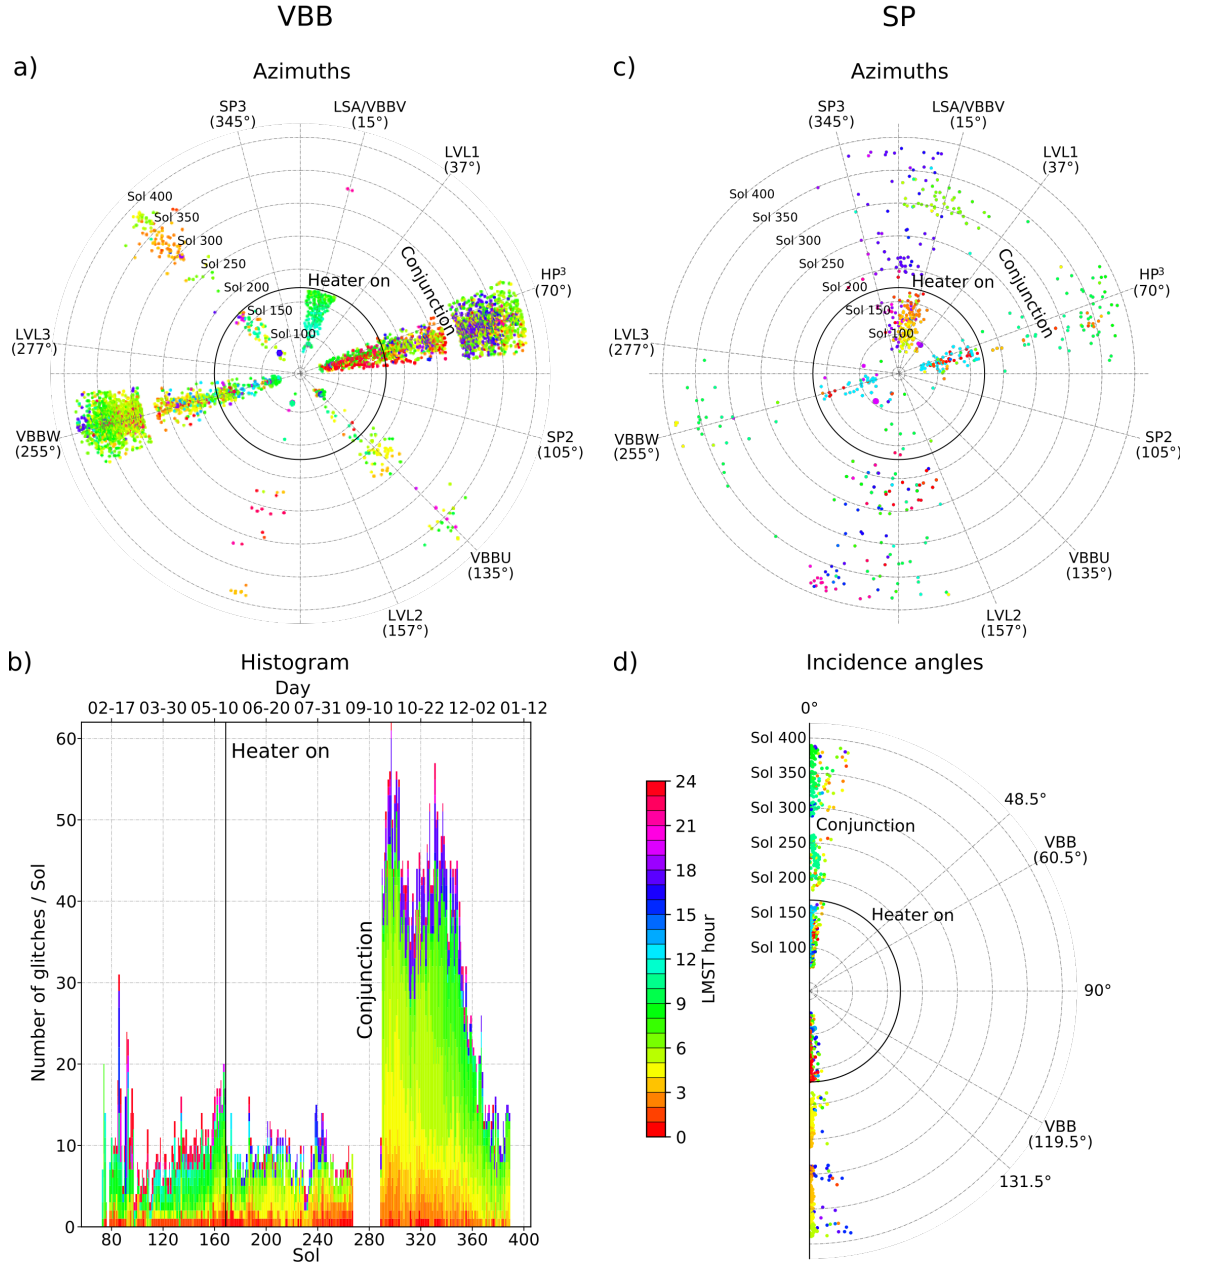 VBB
SP
a)
Azimuths
SP3
(345°)
LSA/VBBV
(15°)
LVL1
(37°)
HP³
(70°)
SP2
(105°)
VBBU
(135°)
LVL2
(157°)
VBBW
(255°)
LVL3
(277°)
Sol 400
Sol 350
Sol 300
Sol 250
Sol 200
Sol 150
Sol 100
Heater on
Conjunction
c)
Azimuths
SP3
(345°)
LSA/VBBV
(15°)
LVL1
(37°)
HP³
(70°)
SP2
(105°)
VBBU
(135°)
LVL2
(157°)
VBBW
(255°)
LVL3
(277°)
Sol 400
Sol 350
Sol 300
Sol 250
Sol 200
Sol 150
Sol 100
Heater on
Conjunction
b)
Histogram
Day
02-17 03-30 05-10 06-20 07-31 09-10 10-22 12-02 01-12
Heater on
Conjunction
Number of glitches / Sol
60
50
40
30
20
10
0
80 120 160 200 240 280 320 360 400
Sol
24
21
18
15
12
9
6
3
0
LMST hour
d)
Incidence angles
0°
Sol 400
Sol 350
Sol 300
Conjunction
Sol 250
Sol 200
Sol 150
Heater on
Sol 100
48.5°
VBB
(60.5°)
90°
VBB
(119.5°)
131.5°